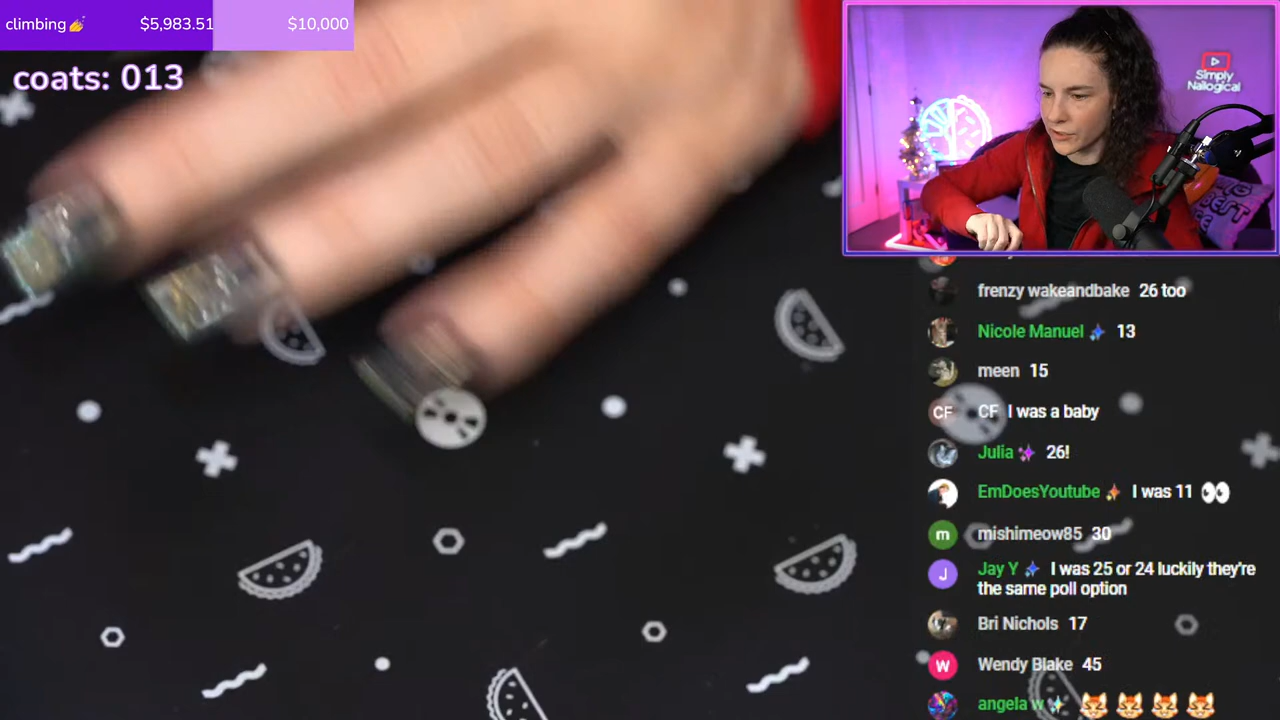 climbing💅 $5,983.51 $10,000
coats: 013
Simply
Nailogical
frenzy wakeandbake 26 too
Nicole Manuel 13
meen 15
CF CF I was a baby
Julia 26!
EmDoesYoutube I was 11 👀
m mishimeow85 30
J Jay Y I was 25 or 24 luckily they're
the same poll option
Bri Nichols 17
W Wendy Blake 45
angela w